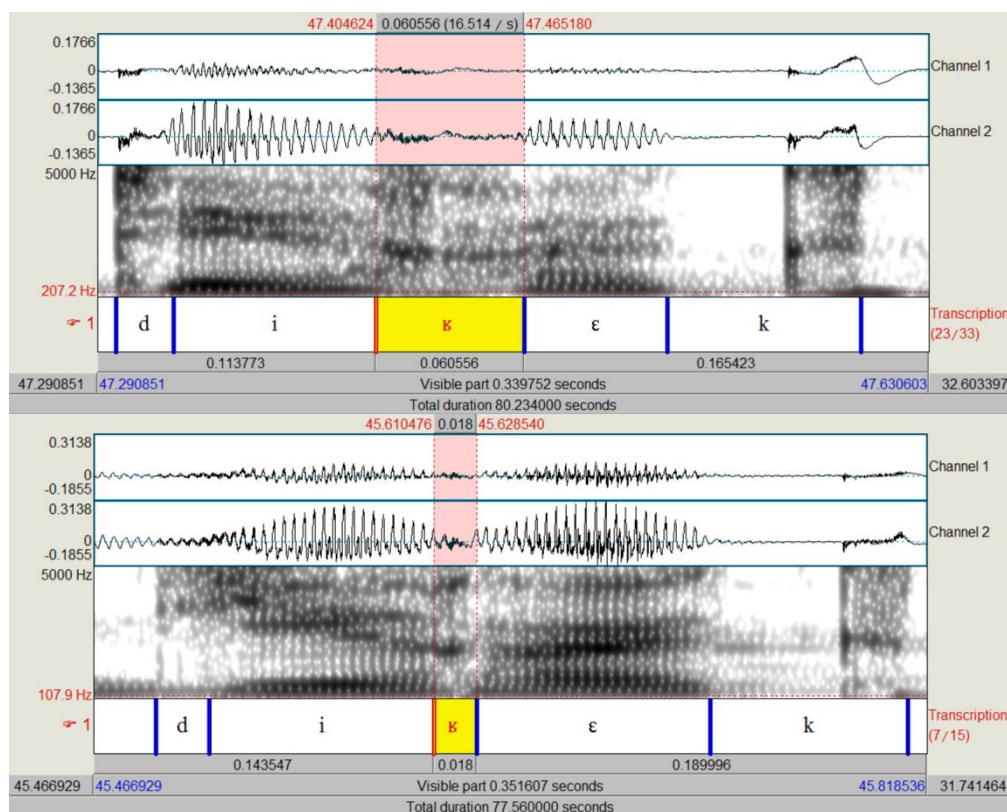 47.404624 0.060556 (16.514 / s) 47.465180
0.1766
0
-0.1365
Channel 1
0.1766
0
-0.1365
Channel 2
5000 Hz
207.2 Hz
1 d i ʁ ɛ k Transcription
(23/33)
0.113773 0.060556 0.165423
47.290851 47.290851 Visible part 0.339752 seconds 47.630603 32.603397
Total duration 80.234000 seconds
45.610476 0.018 45.628540
0.3138
0
-0.1855
Channel 1
0.3138
0
-0.1855
Channel 2
5000 Hz
107.9 Hz
1 d i ʁ ɛ k Transcription
(7/15)
0.143547 0.018 0.189996
45.466929 45.466929 Visible part 0.351607 seconds 45.818536 31.741464
Total duration 77.560000 seconds